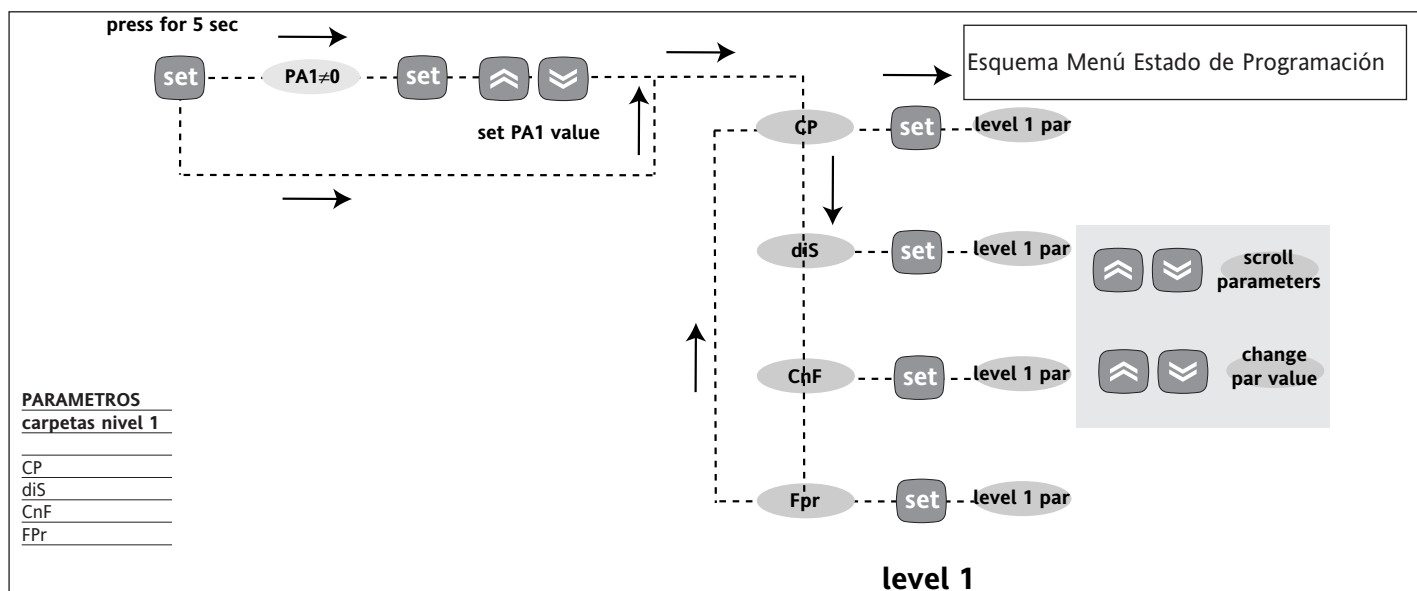 press for 5 sec
Esquema Menú Estado de Programación
set
PA1≠0
set
set PA1 value
CP
set
level 1 par
diS
set
level 1 par
scroll
parameters
CnF
set
level 1 par
change
par value
PARAMETROS
carpetas nivel 1
CP
diS
CnF
FPr
Fpr
set
level 1 par
level 1